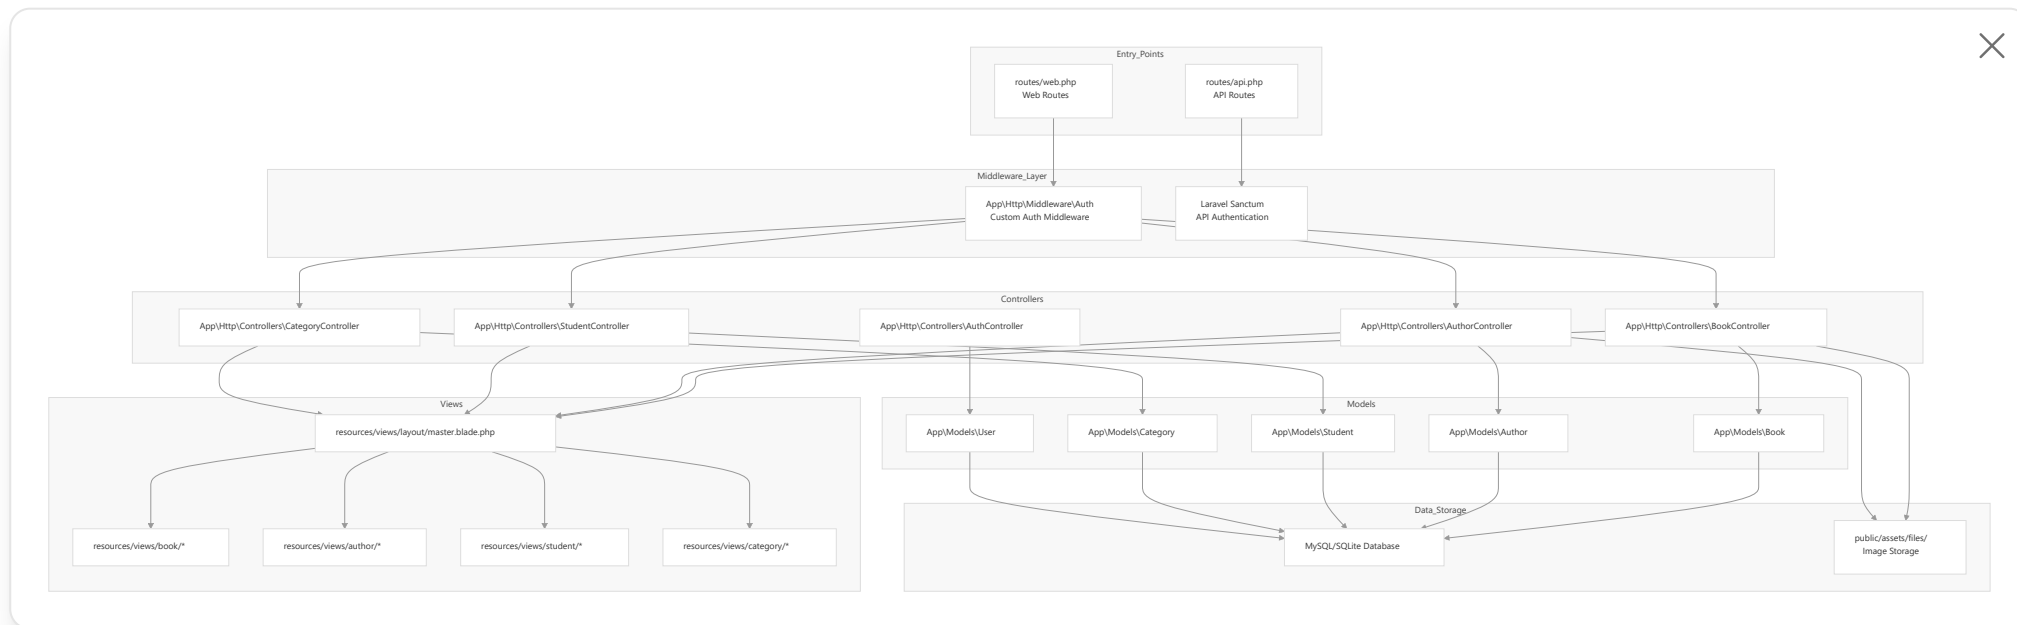 Entry_Points
routes/web.php
Web Routes
routes/api.php
API Routes
Middleware_Layer
App\Http\Middleware\Auth
Custom Auth Middleware
Laravel Sanctum
API Authentication
Controllers
App\Http\Controllers\CategoryController
App\Http\Controllers\StudentController
App\Http\Controllers\AuthController
App\Http\Controllers\AuthorController
App\Http\Controllers\BookController
Views
resources/views/layout/master.blade.php
resources/views/book/*
resources/views/author/*
resources/views/student/*
resources/views/category/*
Models
App\Models\User
App\Models\Category
App\Models\Student
App\Models\Author
App\Models\Book
Data_Storage
MySQL/SQLite Database
public/assets/files/
Image Storage